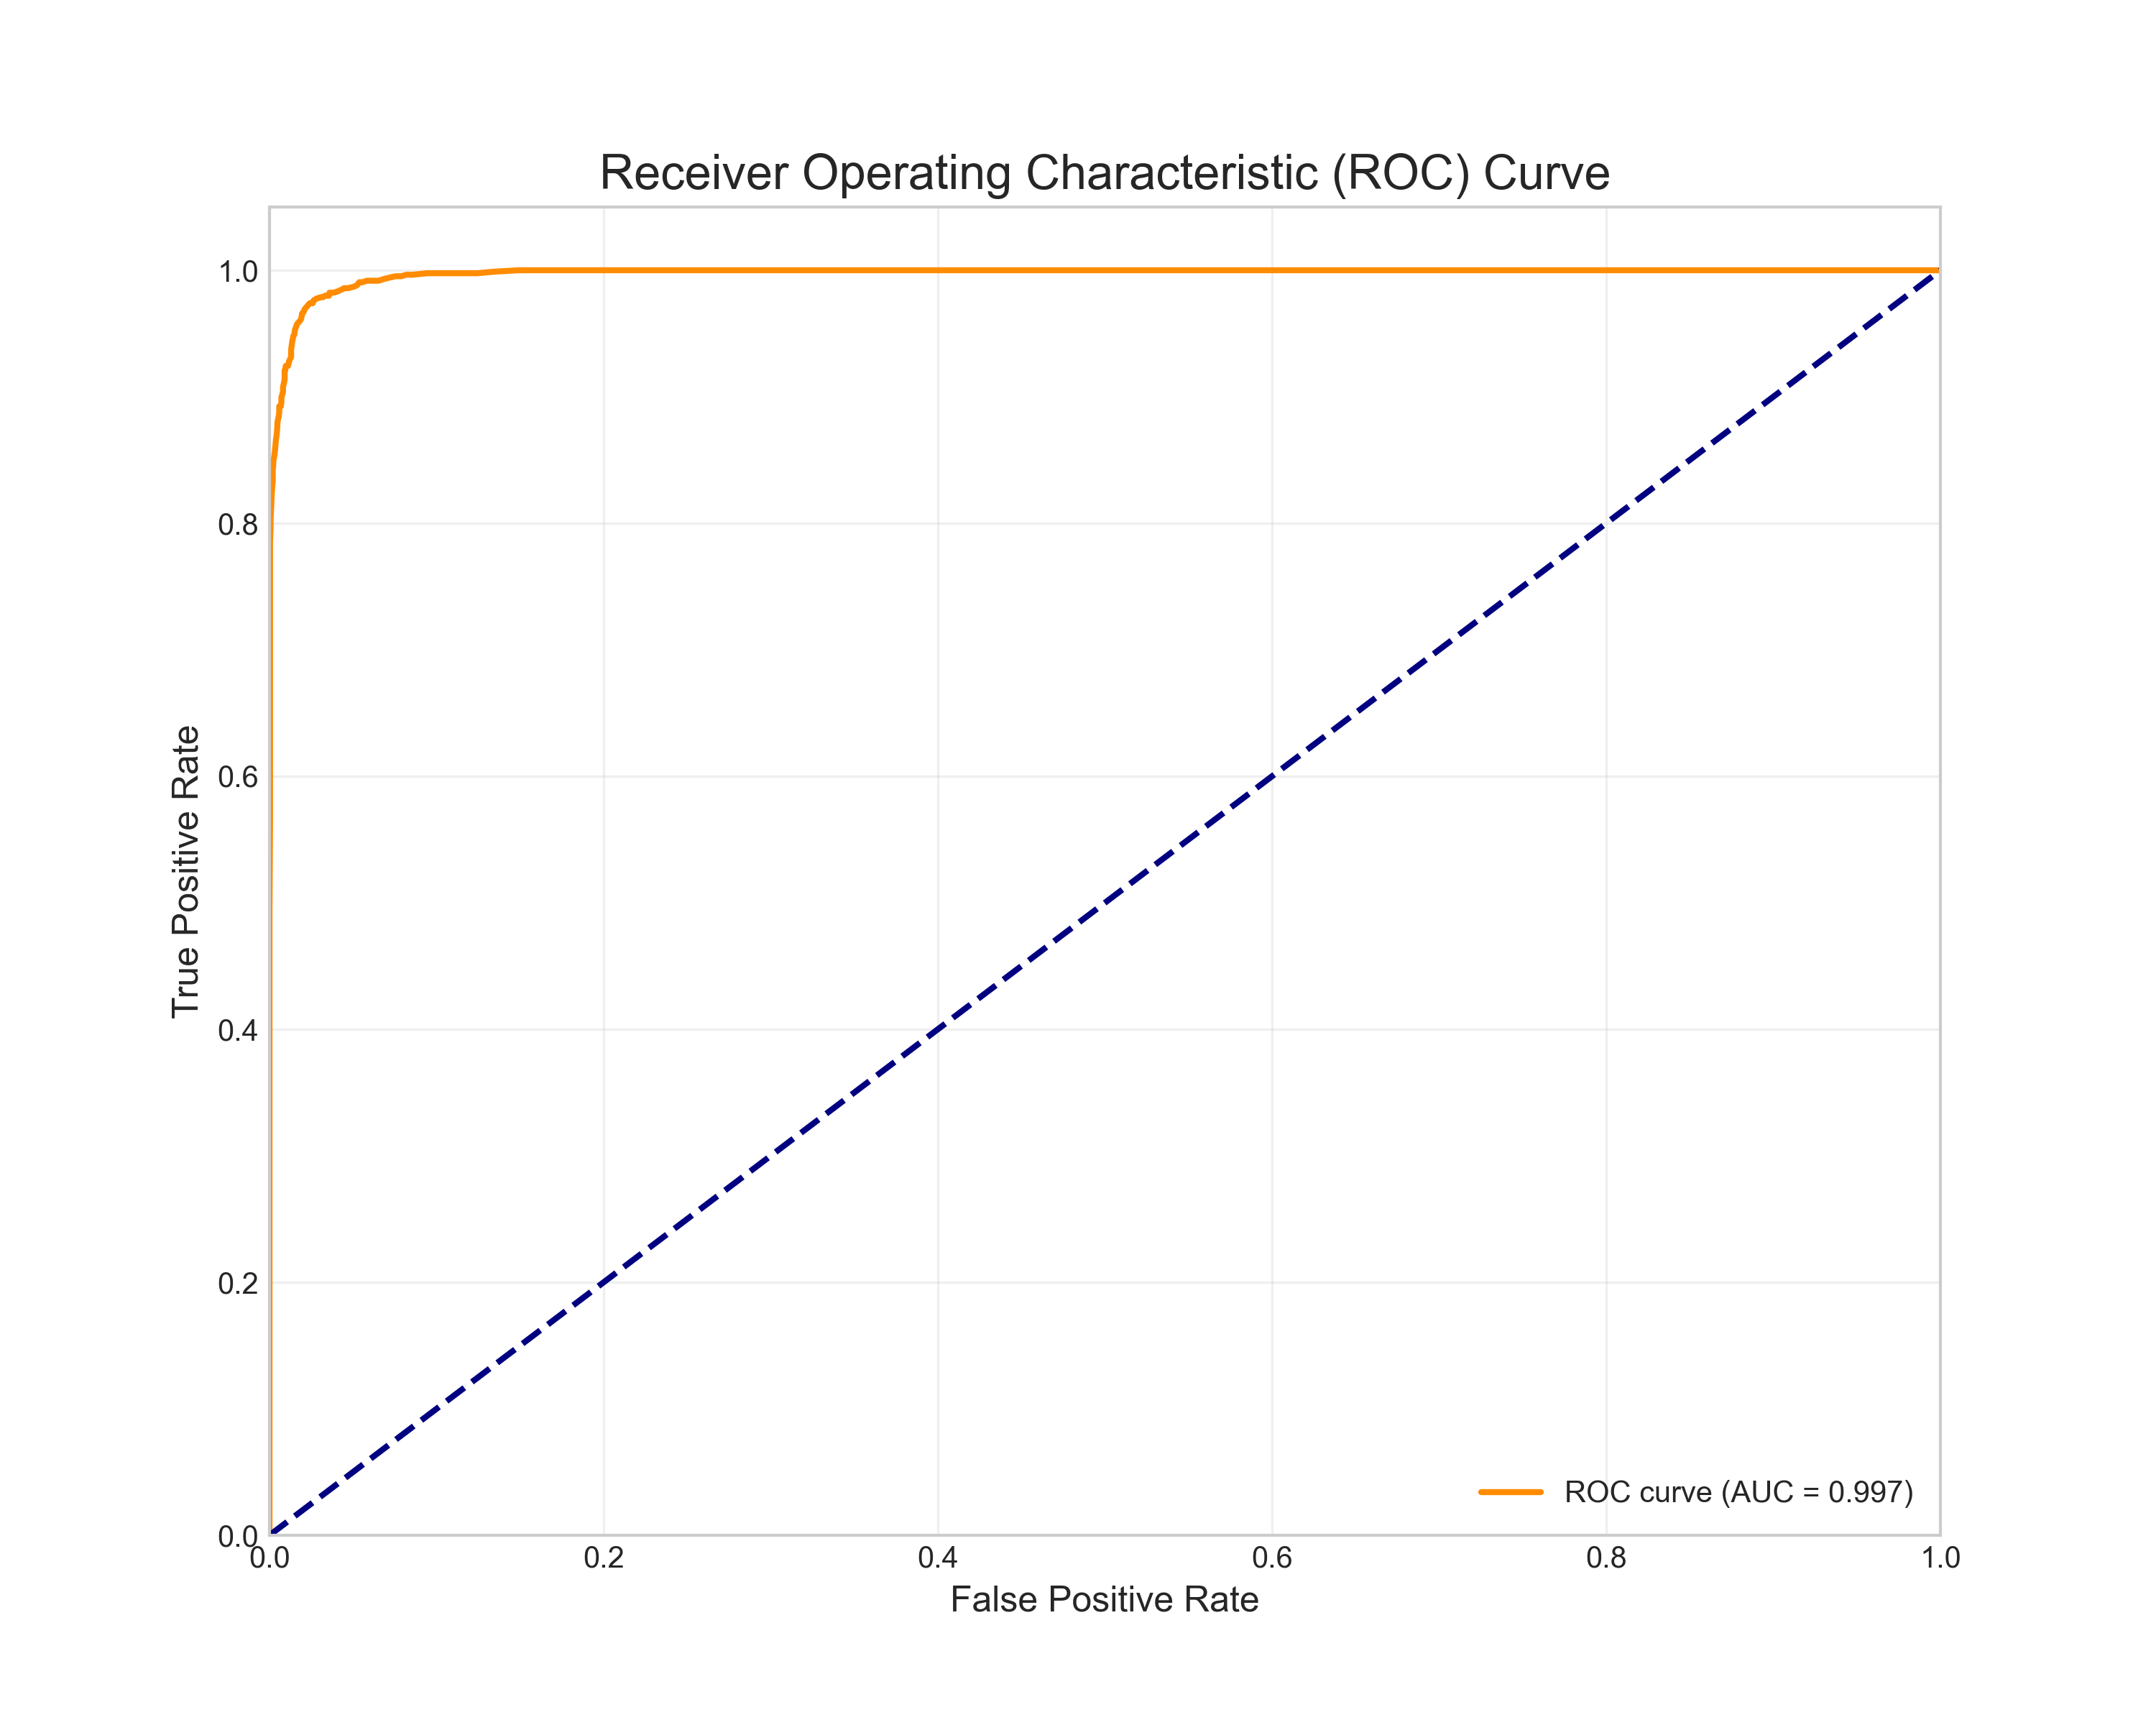 Receiver Operating Characteristic (ROC) Curve
1.0
0.8
0.6
0.4
0.2
0.0
True Positive Rate
ROC curve (AUC = 0.997)
0.0 0.2 0.4 0.6 0.8 1.0
False Positive Rate